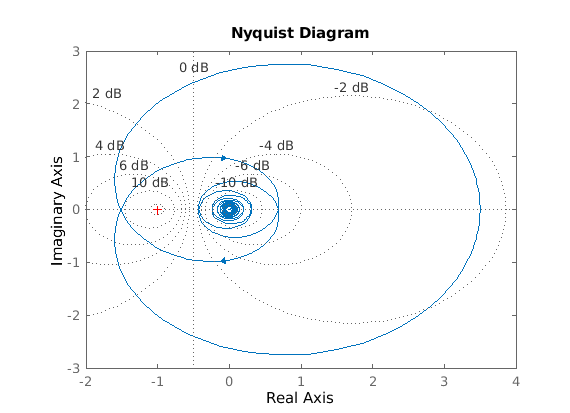 Nyquist Diagram
3
0 dB
2 dB
-2 dB
2
4 dB
-4 dB
1
6 dB
-6 dB
10 dB
-10 dB
Imaginary Axis
0
-1
-2
-3
-2
-1
0
1
2
3
4
Real Axis